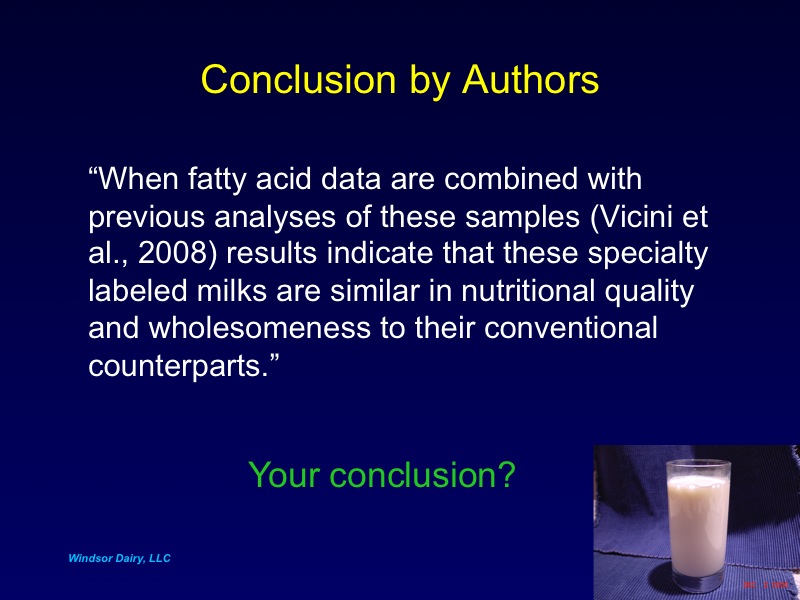 Conclusion by Authors
“When fatty acid data are combined with
previous analyses of these samples (Vicini et
al., 2008) results indicate that these specialty
labeled milks are similar in nutritional quality
and wholesomeness to their conventional
counterparts.”
Your conclusion?
Windsor Dairy, LLC